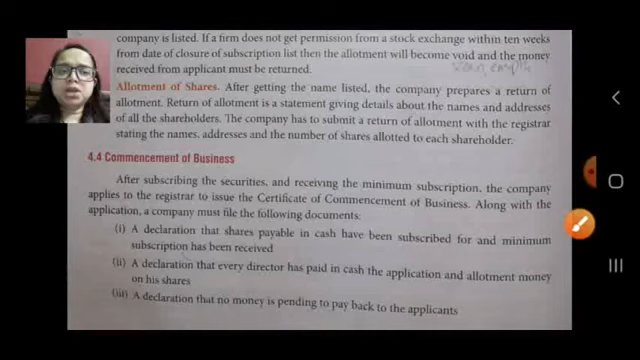 company is listed. If a firm does not get permission from a stock exchange within ten weeks
from date of closure of subscription list then the allotment will become void and the money
received from applicant must be returned.
Allotment of Shares. After getting the name listed, the company prepares a return of
allotment. Return of allotment is a statement giving details about the names and addresses
of all the shareholders. The company has to submit a return of allotment with the registrar
stating the names, addresses and the number of shares allotted to each shareholder.
4.4 Commencement of Business
After subscribing the securities, and receiving the minimum subscription, the company
applies to the registrar to issue the Certificate of Commencement of Business. Along with the
application, a company must file the following documents:
(i) A declaration that shares payable in cash have been subscribed for and minimum
subscription has been received
(ii) A declaration that every director has paid in cash the application and allotment money
on his shares
(iii) A declaration that no money is pending to pay back to the applicants